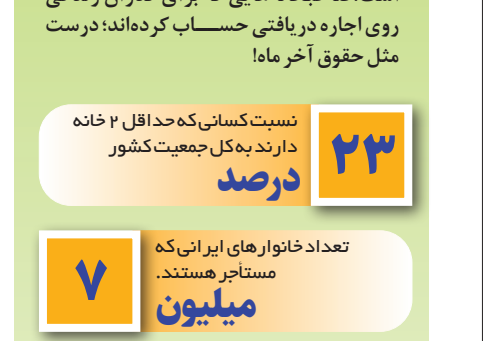 روی اجاره دریافتی حســـاب کرده‌اند؛ درست
مثل حقوق آخر ماه!
۲۳
نسبت کسانی که حداقل ۲ خانه
دارند به کل جمعیت کشور
درصد
۷
تعداد خانوارهای ایرانی که
مستأجر هستند.
میلیون